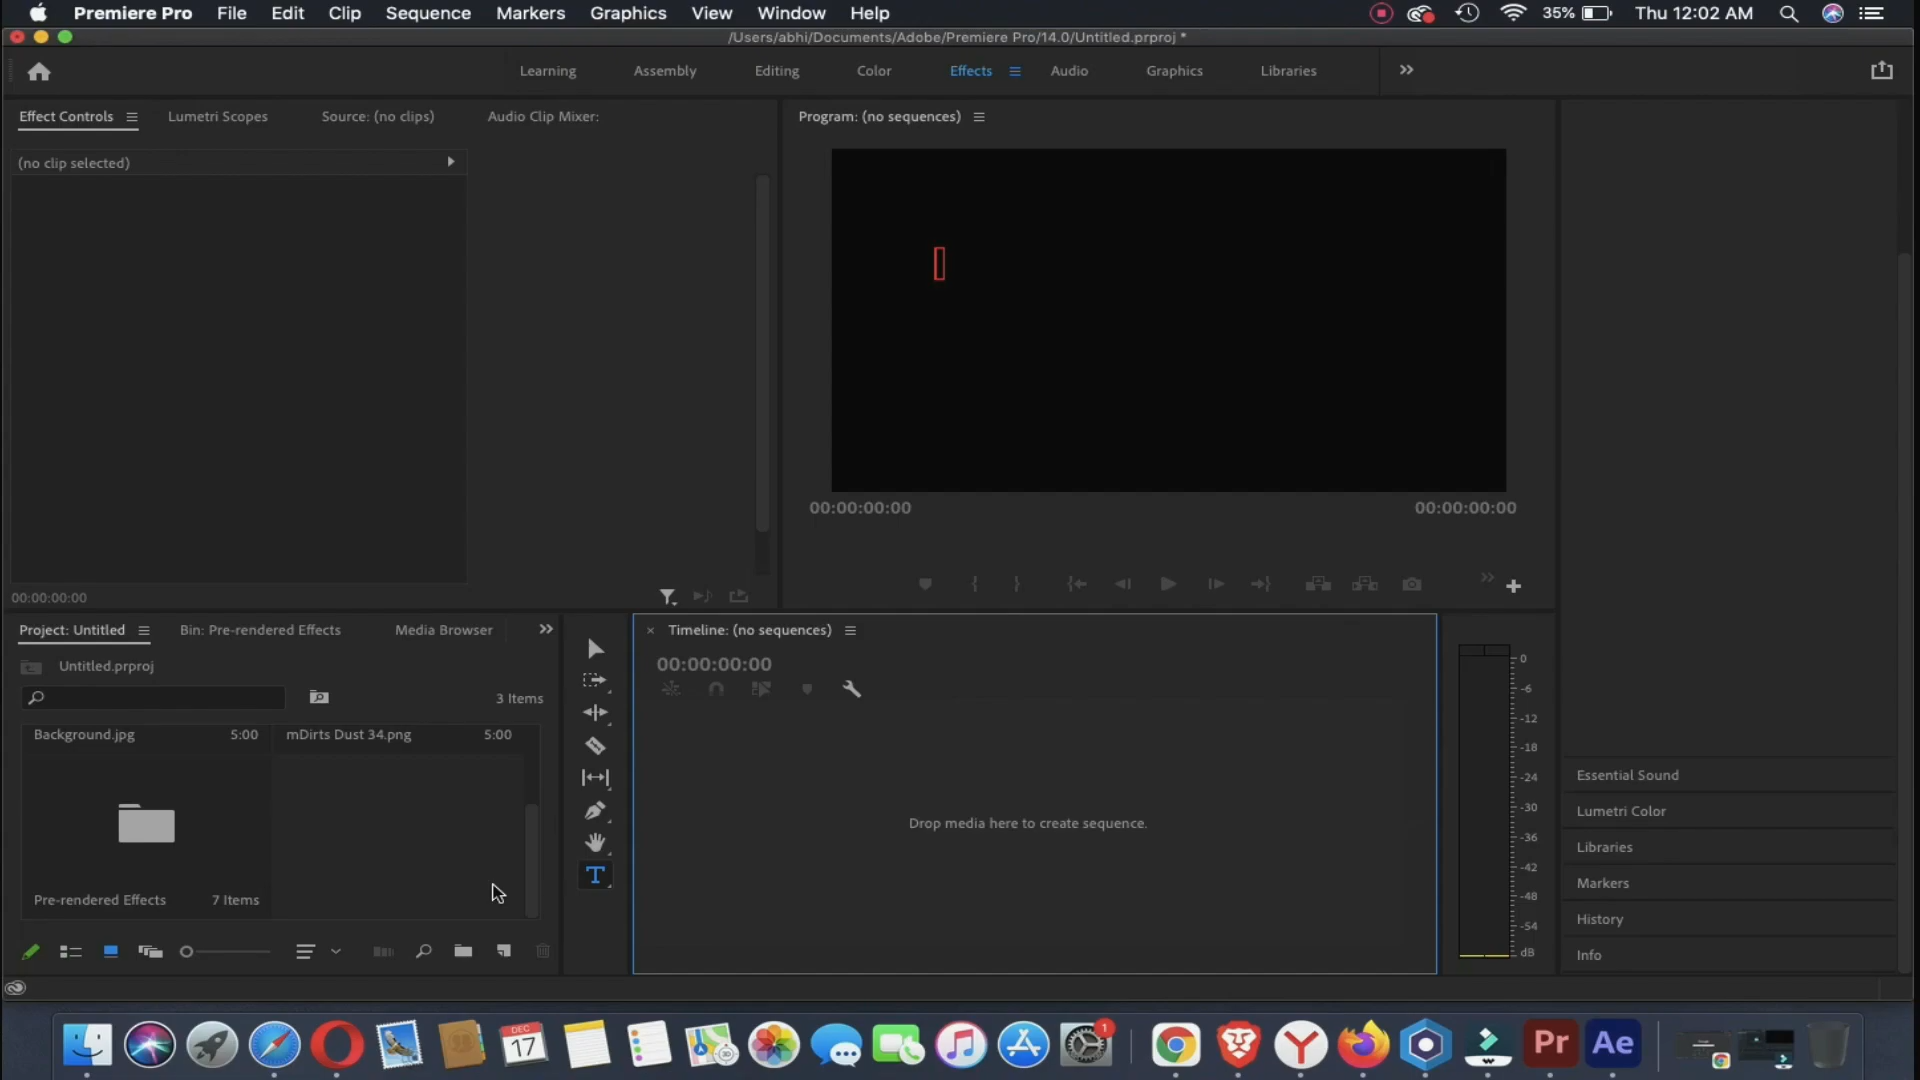 Premiere Pro File Edit Clip Sequence Markers Graphics View Window Help 35% Thu 12:02 AM
/Users/abhi/Documents/Adobe/Premiere Pro/14.0/Untitled.prproj *
Learning Assembly Editing Color Effects Audio Graphics Libraries
Effect Controls Lumetri Scopes Source: (no clips) Audio Clip Mixer: Program: (no sequences)
(no clip selected)
00:00:00:00 00:00:00:00
00:00:00:00
Project: Untitled Bin: Pre-rendered Effects Media Browser Timeline: (no sequences)
Untitled.prproj 00:00:00:00
3 Items
Background.jpg 5:00 mDirts Dust 34.png 5:00
Drop media here to create sequence.
Pre-rendered Effects 7 Items
T
0
-6
-12
-18
-24
-30
-36
-42
-48
-54
dB
Essential Sound
Lumetri Color
Libraries
Markers
History
Info
DEC
17
1
Pr
Ae